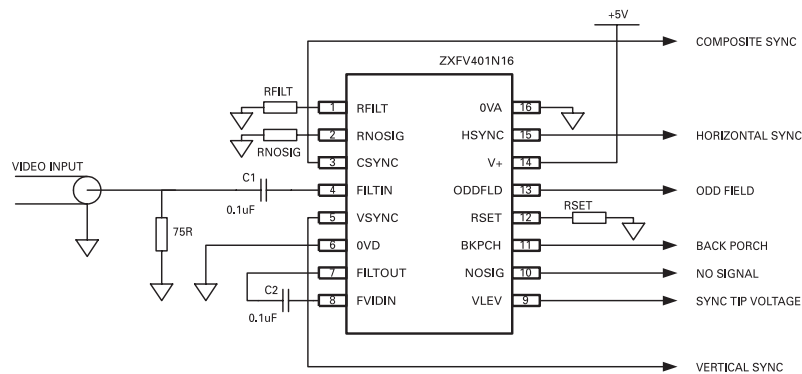 +5V
COMPOSITE SYNC
ZXFV401N16
RFILT
1 RFILT
0VA 16
2 RNOSIG
HSYNC 15
HORIZONTAL SYNC
RNOSIG
VIDEO INPUT
3 CSYNC
V+ 14
C1
0.1uF
4 FILTIN
ODDFLD 13
ODD FIELD
RSET
5 VSYNC
RSET 12
75R
6 0VD
BKPCH 11
BACK PORCH
7 FILTOUT
NOSIG 10
NO SIGNAL
C2
0.1uF
8 FVIDIN
VLEV 9
SYNC TIP VOLTAGE
VERTICAL SYNC